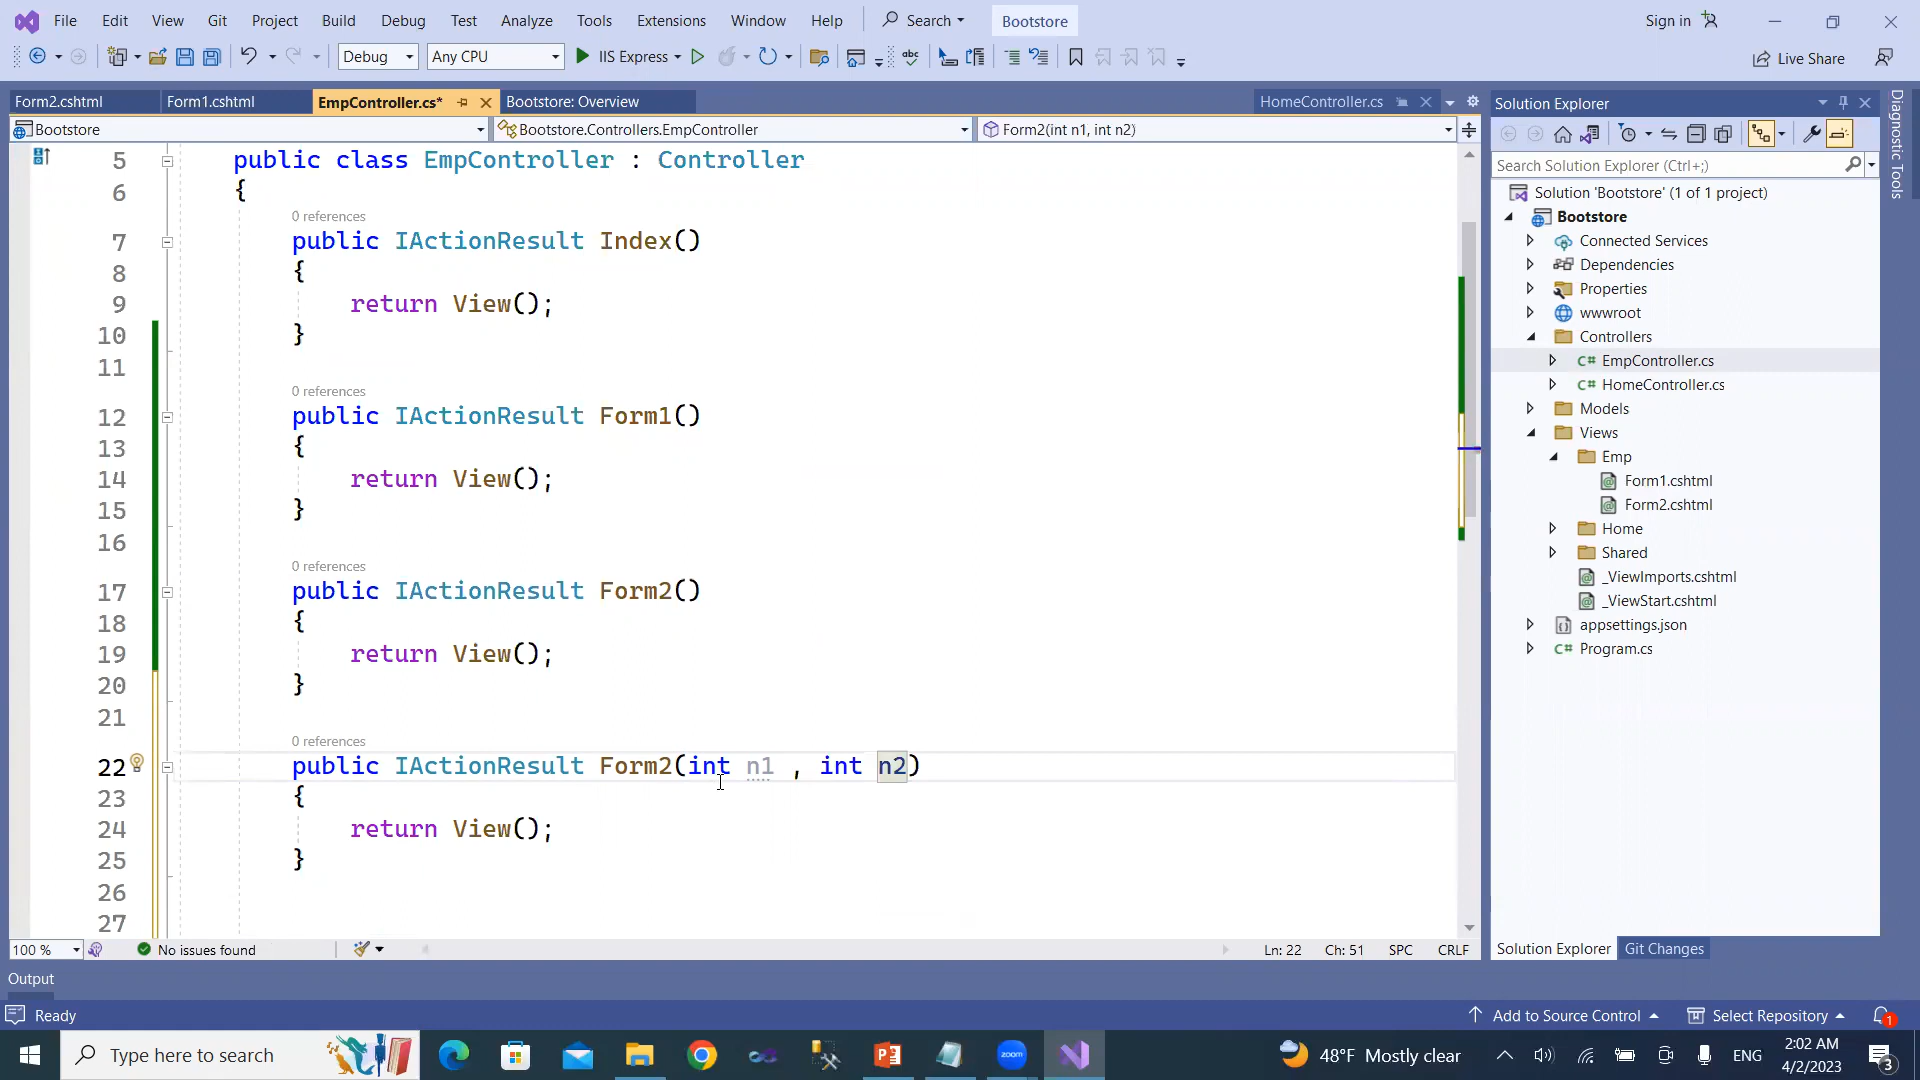 File Edit View Git Project Build Debug Test Analyze Tools Extensions Window Help Search Bootstore Sign in
Debug Any CPU IIS Express Live Share
Form2.cshtml Form1.cshtml EmpController.cs* Bootstore: Overview HomeController.cs
Bootstore Bootstore.Controllers.EmpController Form2(int n1, int n2)
5 public class EmpController : Controller
6 {
0 references
7 public IActionResult Index()
8 {
9 return View();
10 }
11
0 references
12 public IActionResult Form1()
13 {
14 return View();
15 }
16
0 references
17 public IActionResult Form2()
18 {
19 return View();
20 }
21
0 references
22 public IActionResult Form2(int n1 , int n2)
23 {
24 return View();
25 }
26
27
100 % No issues found Ln: 22 Ch: 51 SPC CRLF
Solution Explorer
Search Solution Explorer (Ctrl+;)
Solution 'Bootstore' (1 of 1 project)
Bootstore
Connected Services
Dependencies
Properties
wwwroot
Controllers
C# EmpController.cs
C# HomeController.cs
Models
Views
Emp
Form1.cshtml
Form2.cshtml
Home
Shared
_ViewImports.cshtml
_ViewStart.cshtml
appsettings.json
C# Program.cs
Solution Explorer Git Changes
Diagnostic Tools
Output
Ready Add to Source Control Select Repository 1
Type here to search zoom 48°F Mostly clear ENG 2:02 AM
4/2/2023 3